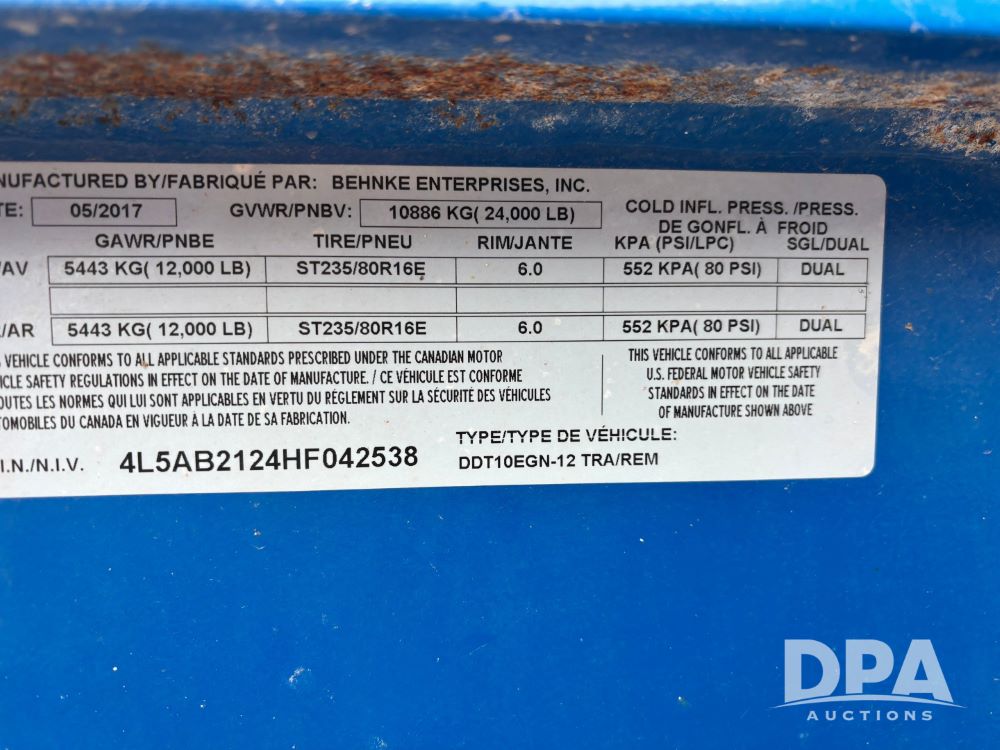 NUFACTURED BY/FABRIQUÉ PAR: BEHNKE ENTERPRISES, INC.
TE: 05/2017 GVWR/PNBV: 10886 KG( 24,000 LB)
COLD INFL. PRESS. /PRESS.
DE GONFL. À FROID
GAWR/PNBE TIRE/PNEU RIM/JANTE KPA (PSI/LPC) SGL/DUAL
/AV 5443 KG( 12,000 LB) ST235/80R16E 6.0 552 KPA( 80 PSI) DUAL
/AR 5443 KG( 12,000 LB) ST235/80R16E 6.0 552 KPA( 80 PSI) DUAL
VEHICLE CONFORMS TO ALL APPLICABLE STANDARDS PRESCRIBED UNDER THE CANADIAN MOTOR
ICLE SAFETY REGULATIONS IN EFFECT ON THE DATE OF MANUFACTURE. / CE VÉHICULE EST CONFORME
OUTES LES NORMES QUI LUI SONT APPLICABLES EN VERTU DU RÉGLEMENT SUR LA SÉCURITÉ DES VÉHICULES
TOMOBILES DU CANADA EN VIGUEUR À LA DATE DE SA FABRICATION.
THIS VEHICLE CONFORMS TO ALL APPLICABLE
U.S. FEDERAL MOTOR VEHICLE SAFETY
STANDARDS IN EFFECT ON THE DATE
OF MANUFACTURE SHOWN ABOVE
I.N./N.I.V. 4L5AB2124HF042538
TYPE/TYPE DE VÉHICULE:
DDT10EGN-12 TRA/REM
DPA
AUCTIONS